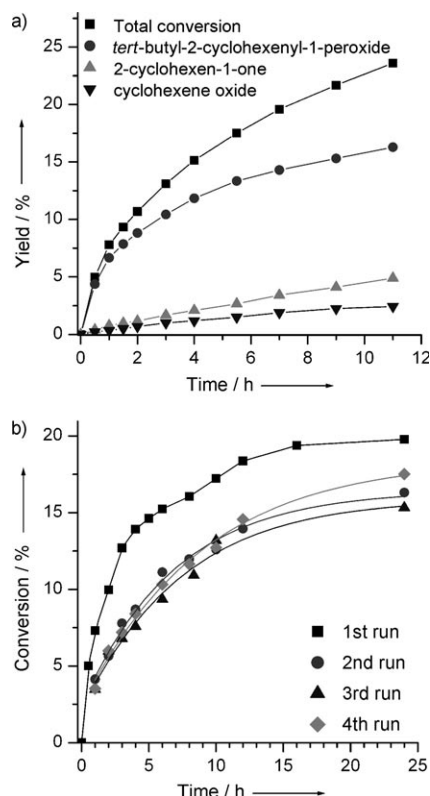 a)
Total conversion
tert-butyl-2-cyclohexenyl-1-peroxide
2-cyclohexen-1-one
cyclohexene oxide
25
20
15
10
5
0
Yield / %
0 2 4 6 8 10 12
Time / h
b)
20
15
10
5
0
Conversion / %
1st run
2nd run
3rd run
4th run
0 5 10 15 20 25
Time / h